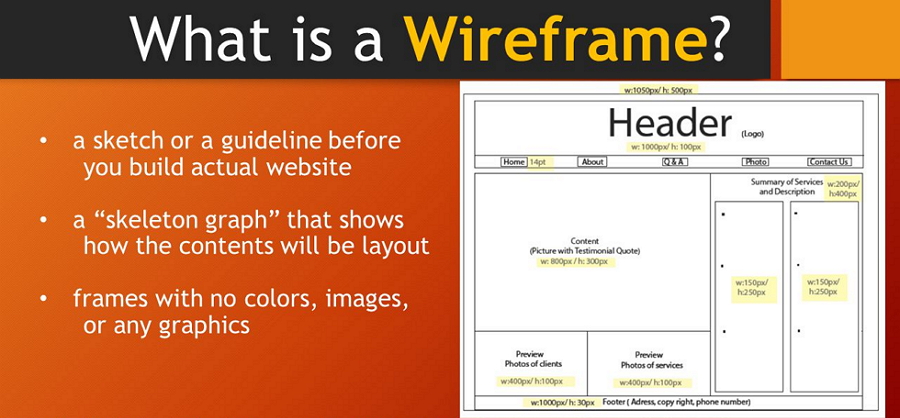 What is a Wireframe?
• a sketch or a guideline before
you build actual website
• a “skeleton graph” that shows
how the contents will be layout
• frames with no colors, images,
or any graphics
w:1050px/ h: 500px
Header (Logo)
w: 1000px/ h: 100px
Home 14pt About Q & A Photo Contact Us
Summary of Services
and Description
w:200px/
h:400px
Content
(Picture with Testimonial Quote)
w: 800px / h: 300px
w:150px/
h:250px
w:150px/
h:250px
Preview
Photos of clients
w:400px/ h:100px
Preview
Photos of services
w:400px/ h:100px
w:1000px/ h: 30px Footer ( Adress, copy right, phone number)